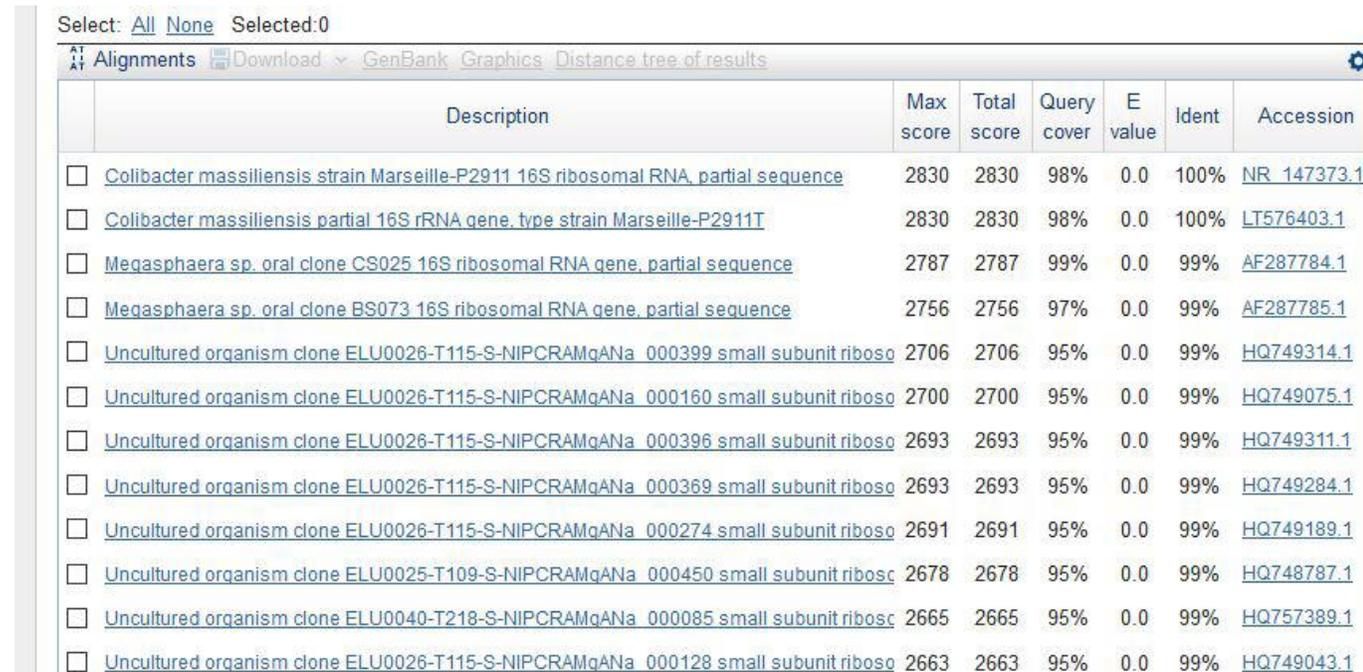 Select: All None Selected:0
Alignments Download GenBank Graphics Distance tree of results
Description Max score Total score Query cover E value Ident Accession
Colibacter massiliensis strain Marseille-P2911 16S ribosomal RNA, partial sequence 2830 2830 98% 0.0 100% NR_147373.1
Colibacter massiliensis partial 16S rRNA gene, type strain Marseille-P2911T 2830 2830 98% 0.0 100% LT576403.1
Megasphaera sp. oral clone CS025 16S ribosomal RNA gene, partial sequence 2787 2787 99% 0.0 99% AF287784.1
Megasphaera sp. oral clone BS073 16S ribosomal RNA gene, partial sequence 2756 2756 97% 0.0 99% AF287785.1
Uncultured organism clone ELU0026-T115-S-NIPCRAMgANa_000399 small subunit riboso 2706 2706 95% 0.0 99% HQ749314.1
Uncultured organism clone ELU0026-T115-S-NIPCRAMgANa_000160 small subunit riboso 2700 2700 95% 0.0 99% HQ749075.1
Uncultured organism clone ELU0026-T115-S-NIPCRAMgANa_000396 small subunit riboso 2693 2693 95% 0.0 99% HQ749311.1
Uncultured organism clone ELU0026-T115-S-NIPCRAMgANa_000369 small subunit riboso 2693 2693 95% 0.0 99% HQ749284.1
Uncultured organism clone ELU0026-T115-S-NIPCRAMgANa_000274 small subunit riboso 2691 2691 95% 0.0 99% HQ749189.1
Uncultured organism clone ELU0025-T109-S-NIPCRAMgANa_000450 small subunit ribosc 2678 2678 95% 0.0 99% HQ748787.1
Uncultured organism clone ELU0040-T218-S-NIPCRAMgANa_000085 small subunit ribosc 2665 2665 95% 0.0 99% HQ757389.1
Uncultured organism clone ELU0026-T115-S-NIPCRAMgANa_000128 small subunit riboso 2663 2663 95% 0.0 99% HQ749043.1